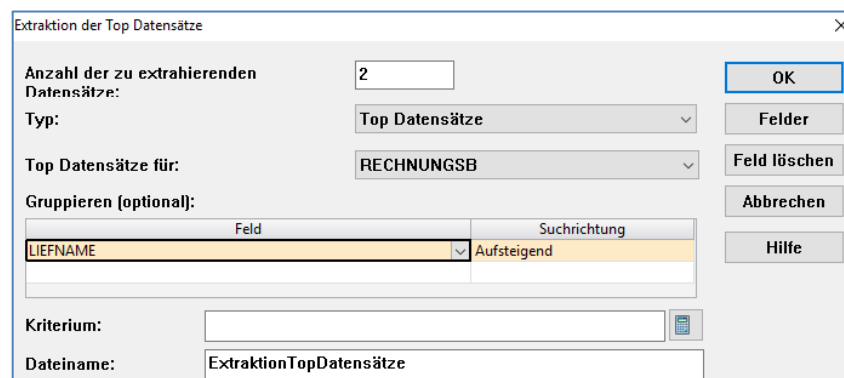 Extraktion der Top Datensätze
Anzahl der zu extrahierenden
Datensätze:
2
OK
Typ:
Top Datensätze
Felder
Top Datensätze für:
RECHNUNGSB
Feld löschen
Gruppieren (optional):
Abbrechen
Feld
Suchrichtung
LIEFNAME
Aufsteigend
Hilfe
Kriterium:
Dateiname:
ExtraktionTopDatensätze